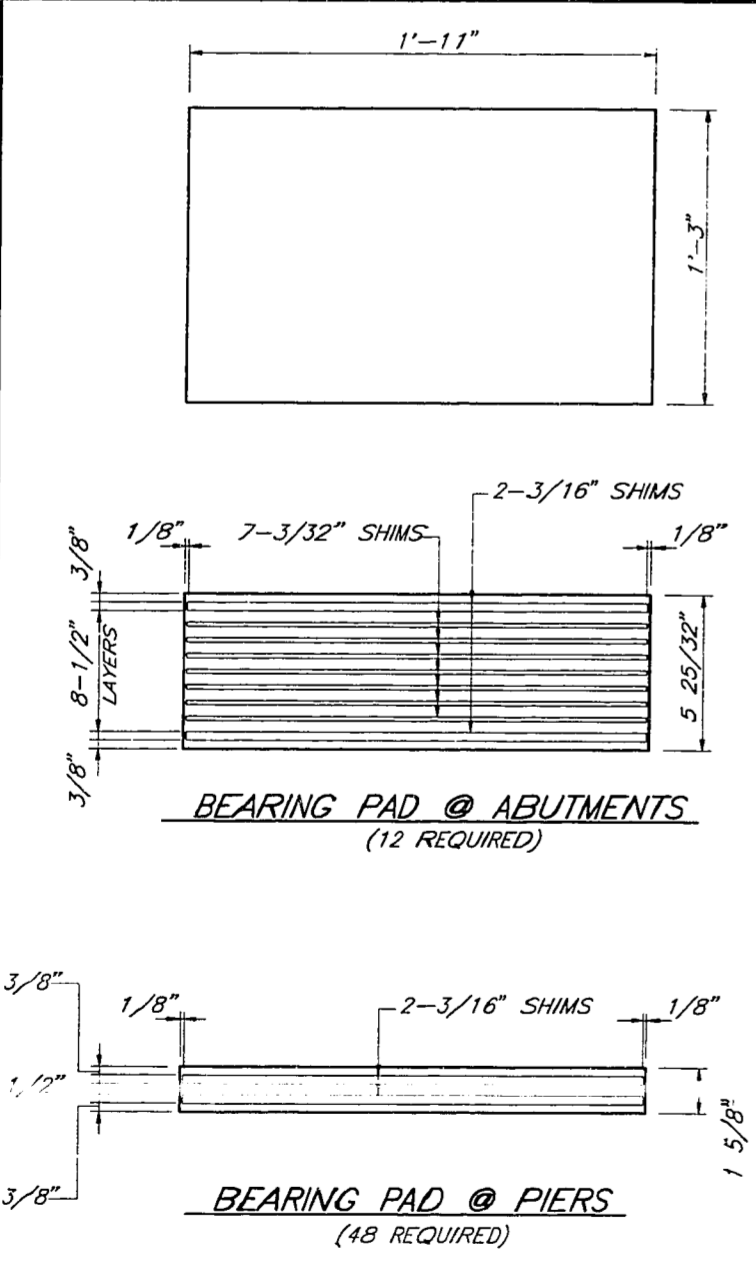 1'-11"
1'-3"
2-3/16" SHIMS
1/8"
7-3/32" SHIMS
1/8"
3/8"
8-1/2"
LAYERS
3/8"
5 25/32"
BEARING PAD @ ABUTMENTS
(12 REQUIRED)
3/8"
1/8"
2-3/16" SHIMS
1/8"
1/2"
1 5/8"
3/8"
BEARING PAD @ PIERS
(48 REQUIRED)